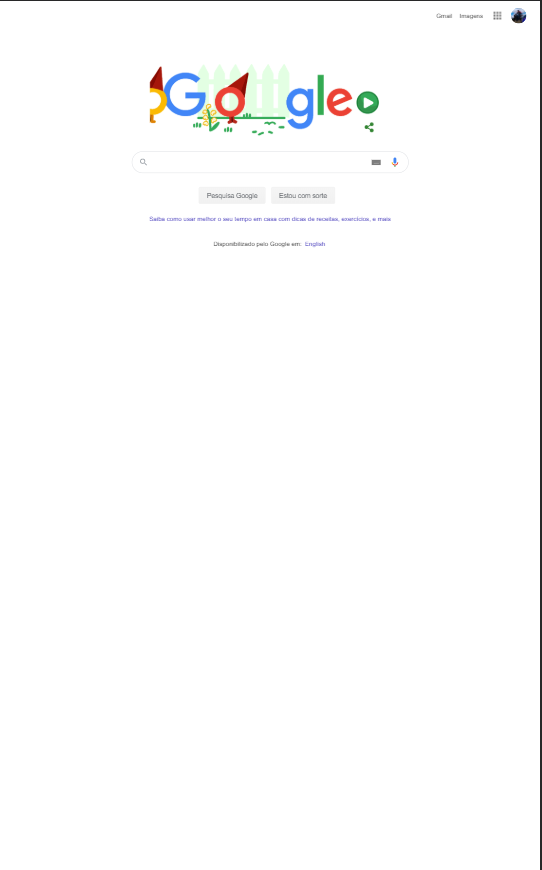 Gmail Imagens
Google
Pesquisa Google Estou com sorte
Saiba como usar melhor o seu tempo em casa com dicas de receitas, exercícios, e mais
Disponibilizado pelo Google em: English